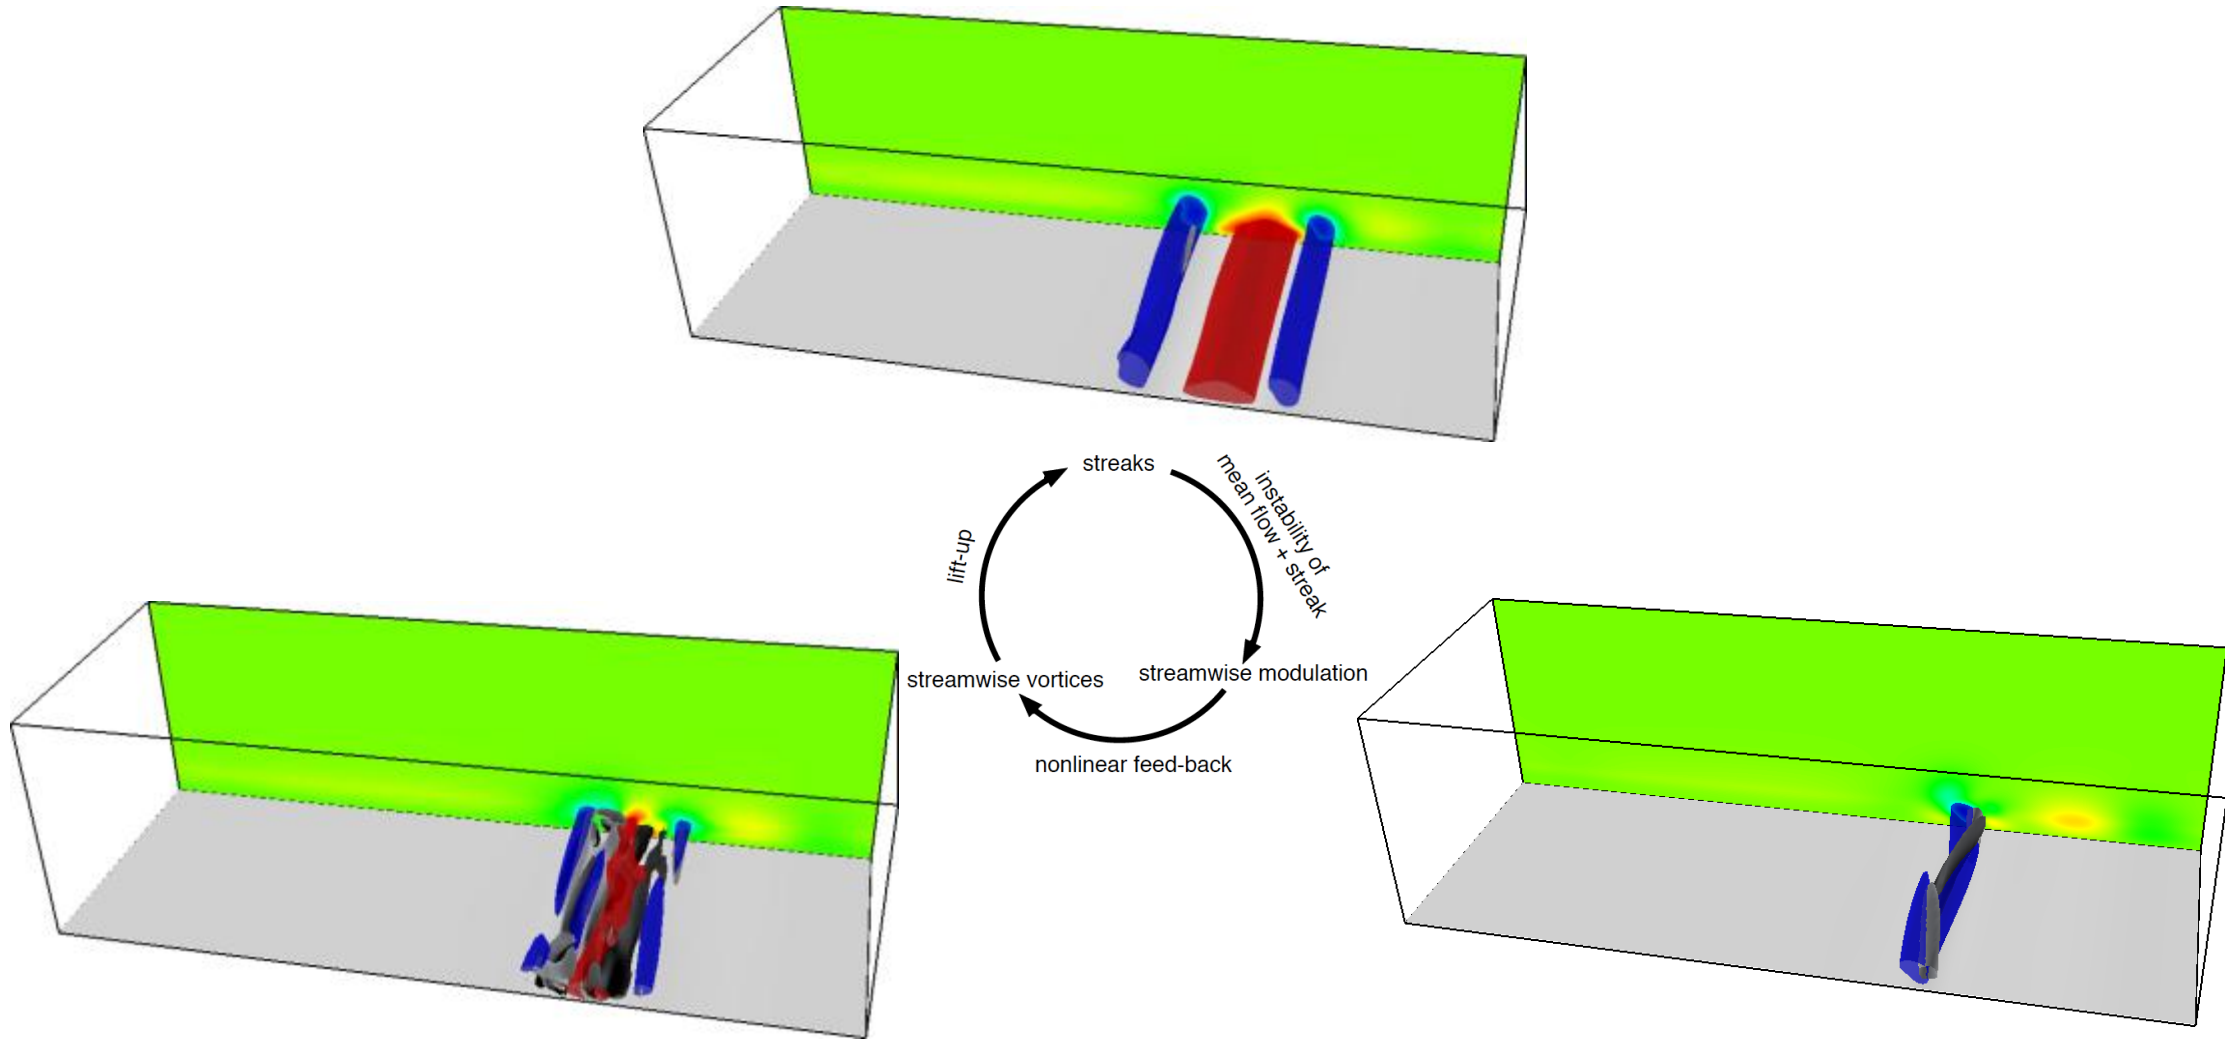 streaks
instability of
mean flow + streak
lift-up
streamwise vortices
streamwise modulation
nonlinear feed-back